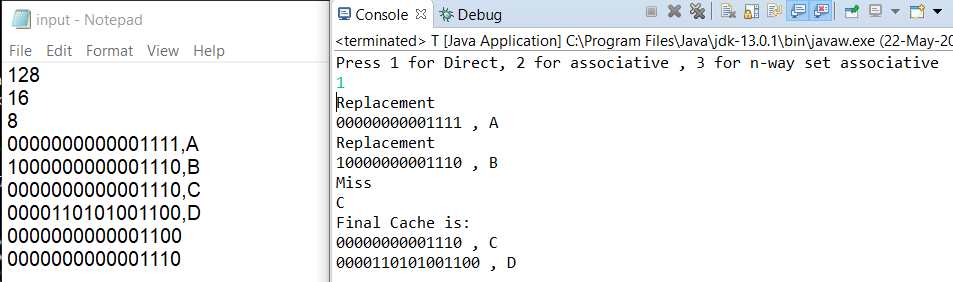 input - Notepad
File Edit Format View Help
128
16
8
0000000000001111,A
1000000000001110,B
0000000000001110,C
0000110101001100,D
0000000000001100
0000000000001110
Console Debug
<terminated> T [Java Application] C:\Program Files\Java\jdk-13.0.1\bin\javaw.exe (22-May-20
Press 1 for Direct, 2 for associative , 3 for n-way set associative
1
Replacement
00000000001111 , A
Replacement
10000000001110 , B
Miss
C
Final Cache is:
00000000001110 , C
0000110101001100 , D